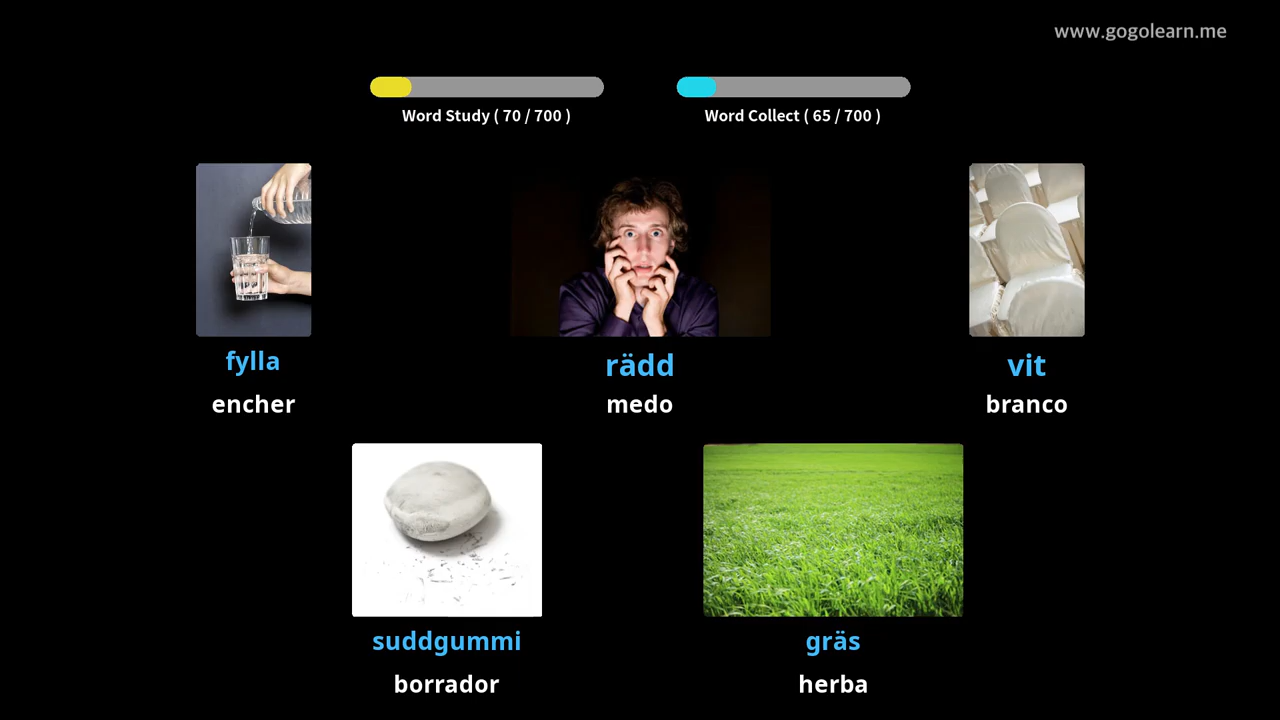 www.gogolearn.me
Word Study ( 70 / 700 )
Word Collect ( 65 / 700 )
fylla
encher
rädd
medo
vit
branco
suddgummi
borrador
gräs
herba